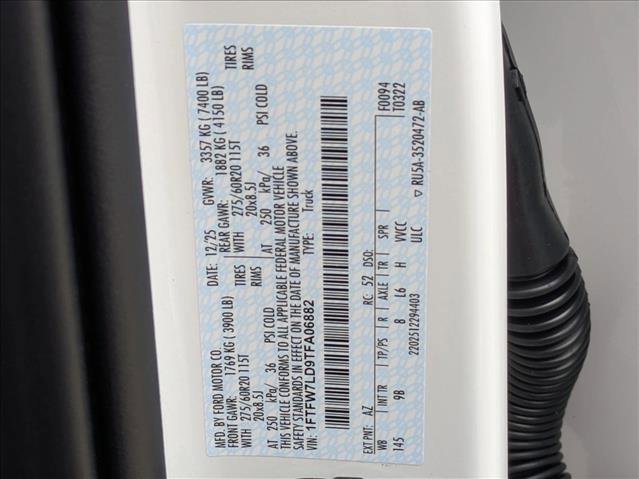 MFD. BY FORD MOTOR CO. DATE: 12/25 GVWR: 3357 KG ( 7400 LB)
FRONT GAWR: 1769 KG ( 3900 LB) REAR GAWR: 1882 KG ( 4150 LB)
WITH 275/60R20 115T TIRES WITH 275/60R20 115T TIRES
20x8.5J RIMS 20x8.5J RIMS
AT 250 kPa/ 36 PSI COLD AT 250 kPa/ 36 PSI COLD
THIS VEHICLE CONFORMS TO ALL APPLICABLE FEDERAL MOTOR VEHICLE
SAFETY STANDARDS IN EFFECT ON THE DATE OF MANUFACTURE SHOWN ABOVE.
VIN: 1FTFW7LD9TFA06882 TYPE: Truck
F0094
T0322
EXT PNT: AZ RC: 52 DSO:
WB INT TR TP/PS R AXLE TR SPR
145 9B 8 L6 H VVCC
ULC
2202512294403
RU5A-3520472-AB